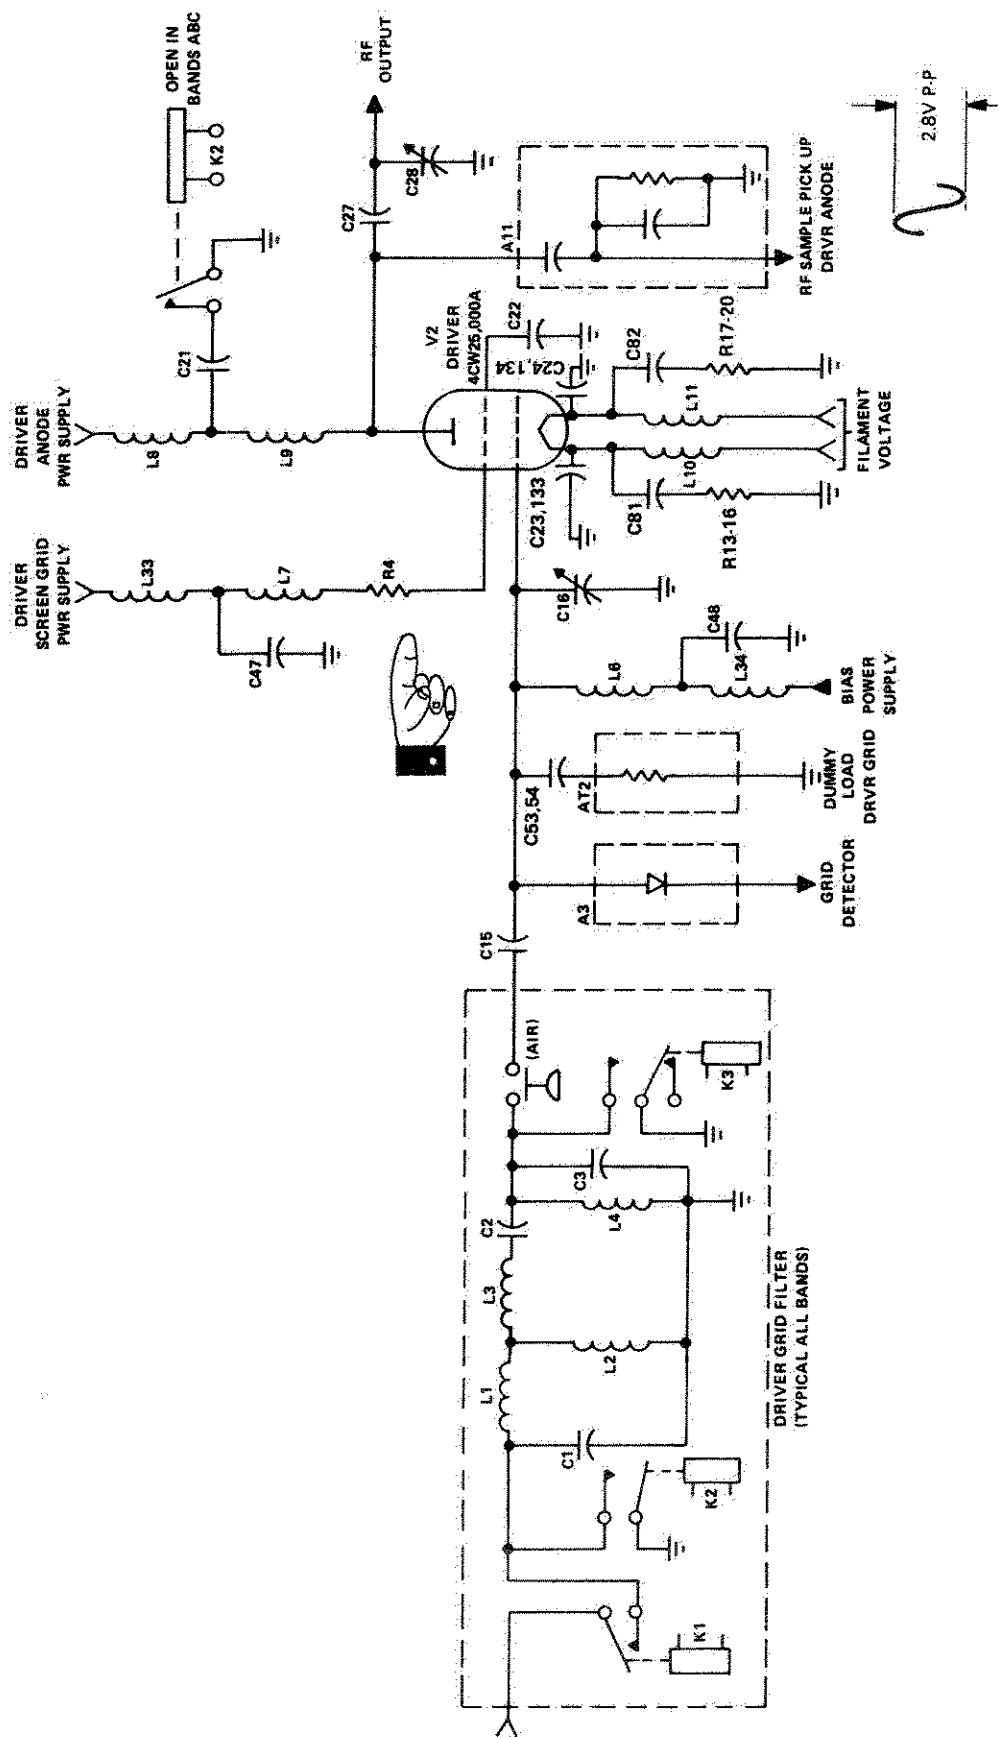 DRIVER
SCREEN GRID
PWR SUPPLY
L33
C47
L7
R4
DRIVER
ANODE
PWR SUPPLY
L8
L9
C21
OPEN IN
BANDS ABC
K2
RF
OUTPUT
C27
C28
V2
DRIVER
4CW25,000A
C22
C24,134
C23,133
A11
RF SAMPLE PICK UP
DRVR ANODE
2.8V P-P
C82
R17-20
L11
L10
C81
R13-16
FILAMENT
VOLTAGE
C16
L6
C48
L34
BIAS
POWER
SUPPLY
C53,54
AT2
DUMMY
LOAD
DRVR GRID
A3
GRID
DETECTOR
C15
(AIR)
K3
C3
L4
C2
L3
L2
L1
C1
K2
K1
DRIVER GRID FILTER
(TYPICAL ALL BANDS)